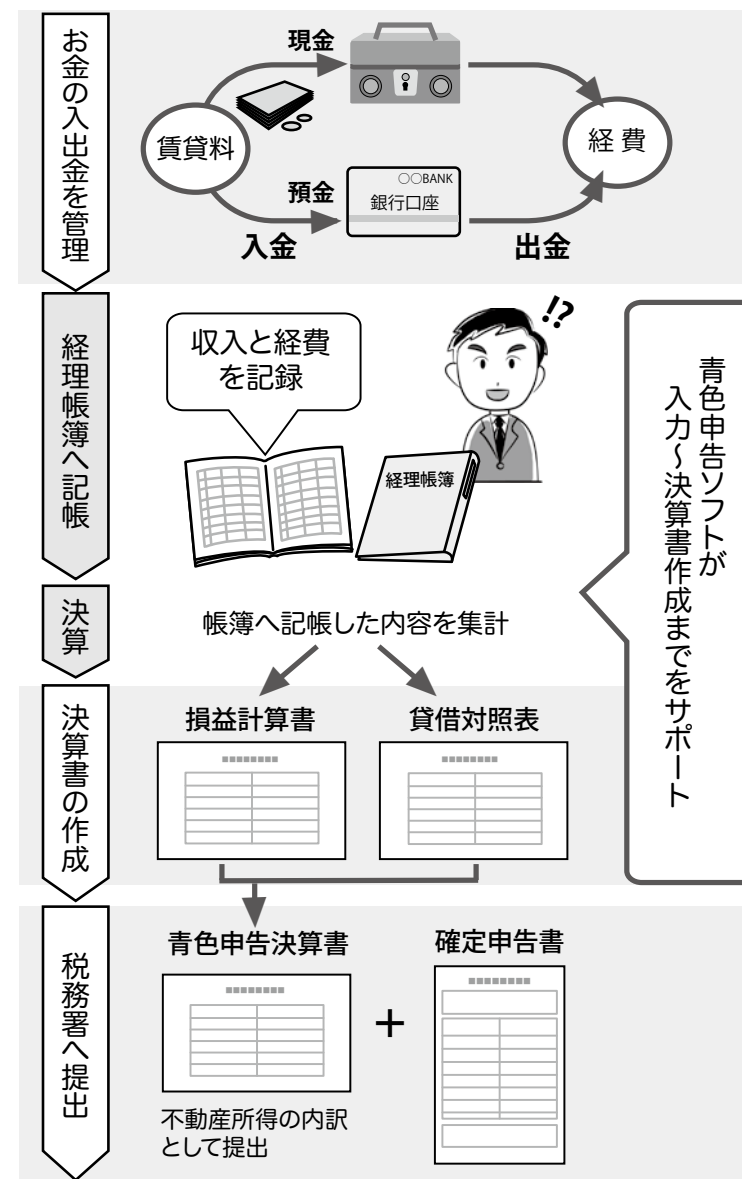 お金の入出金を管理
現金
賃貸料
経費
○○BANK
銀行口座
預金
入金
出金
経理帳簿へ記帳
収入と経費
を記録
!?
経理帳簿
青色申告ソフトが
入力～決算書作成までをサポート
決算
帳簿へ記帳した内容を集計
決算書の作成
損益計算書
貸借対照表
税務署へ提出
青色申告決算書
+
確定申告書
不動産所得の内訳
として提出